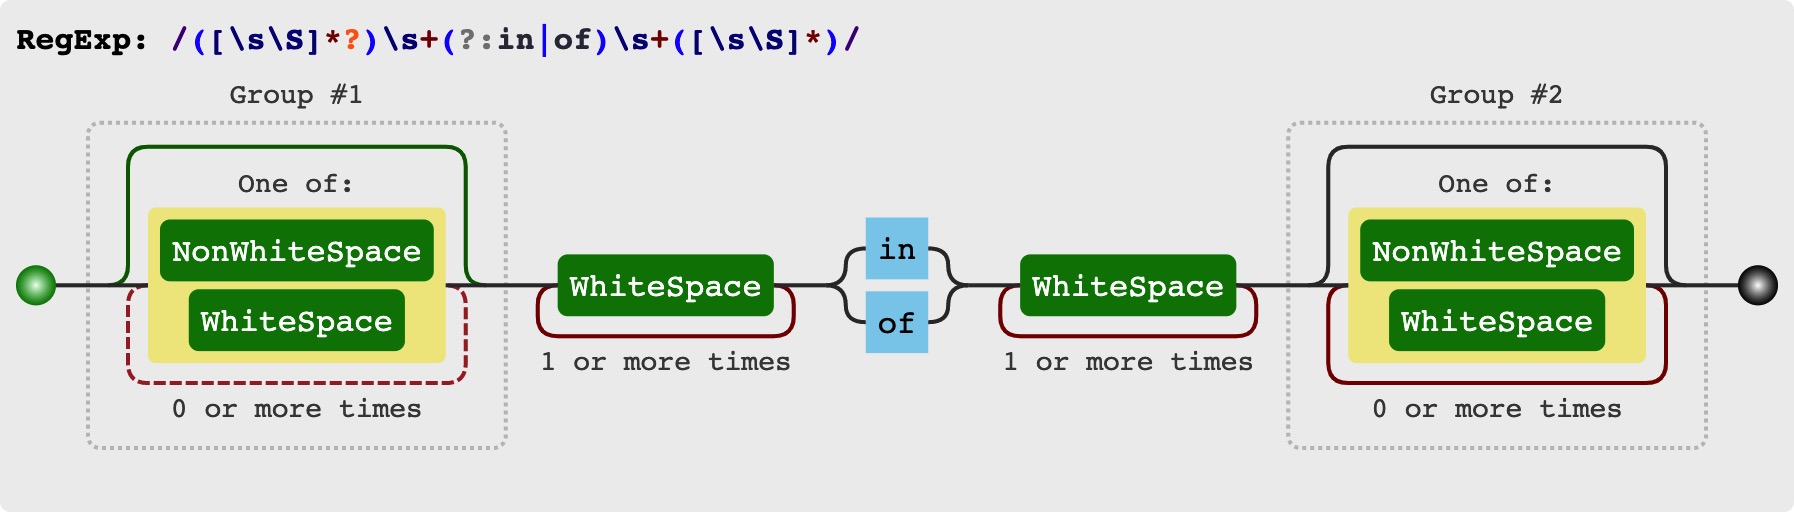 RegExp: /([\s\S]*?)\s+(?:in|of)\s+([\s\S]*)/
Group #1
Group #2
One of:
One of:
NonWhiteSpace
WhiteSpace
0 or more times
WhiteSpace
1 or more times
in
of
WhiteSpace
1 or more times
NonWhiteSpace
WhiteSpace
0 or more times